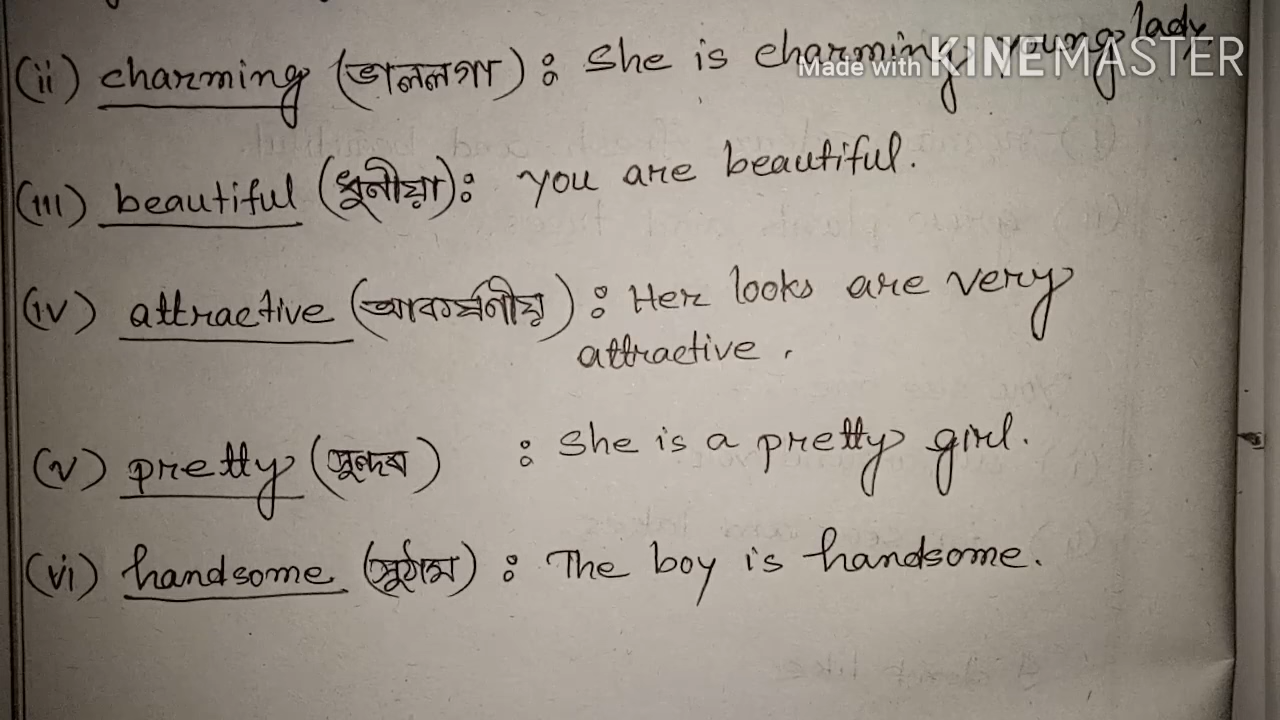 (ii) charming (ভাললগা) : She is charming young lady.
Made with KINEMASTER
(iii) beautiful (ধুনীয়া) : you are beautiful.
(iv) attractive (আকৰ্ষনীয়) : Her looks are very
attractive.
(v) pretty (সুন্দৰ) : She is a pretty girl.
(vi) handsome (সুঠাম) : The boy is handsome.